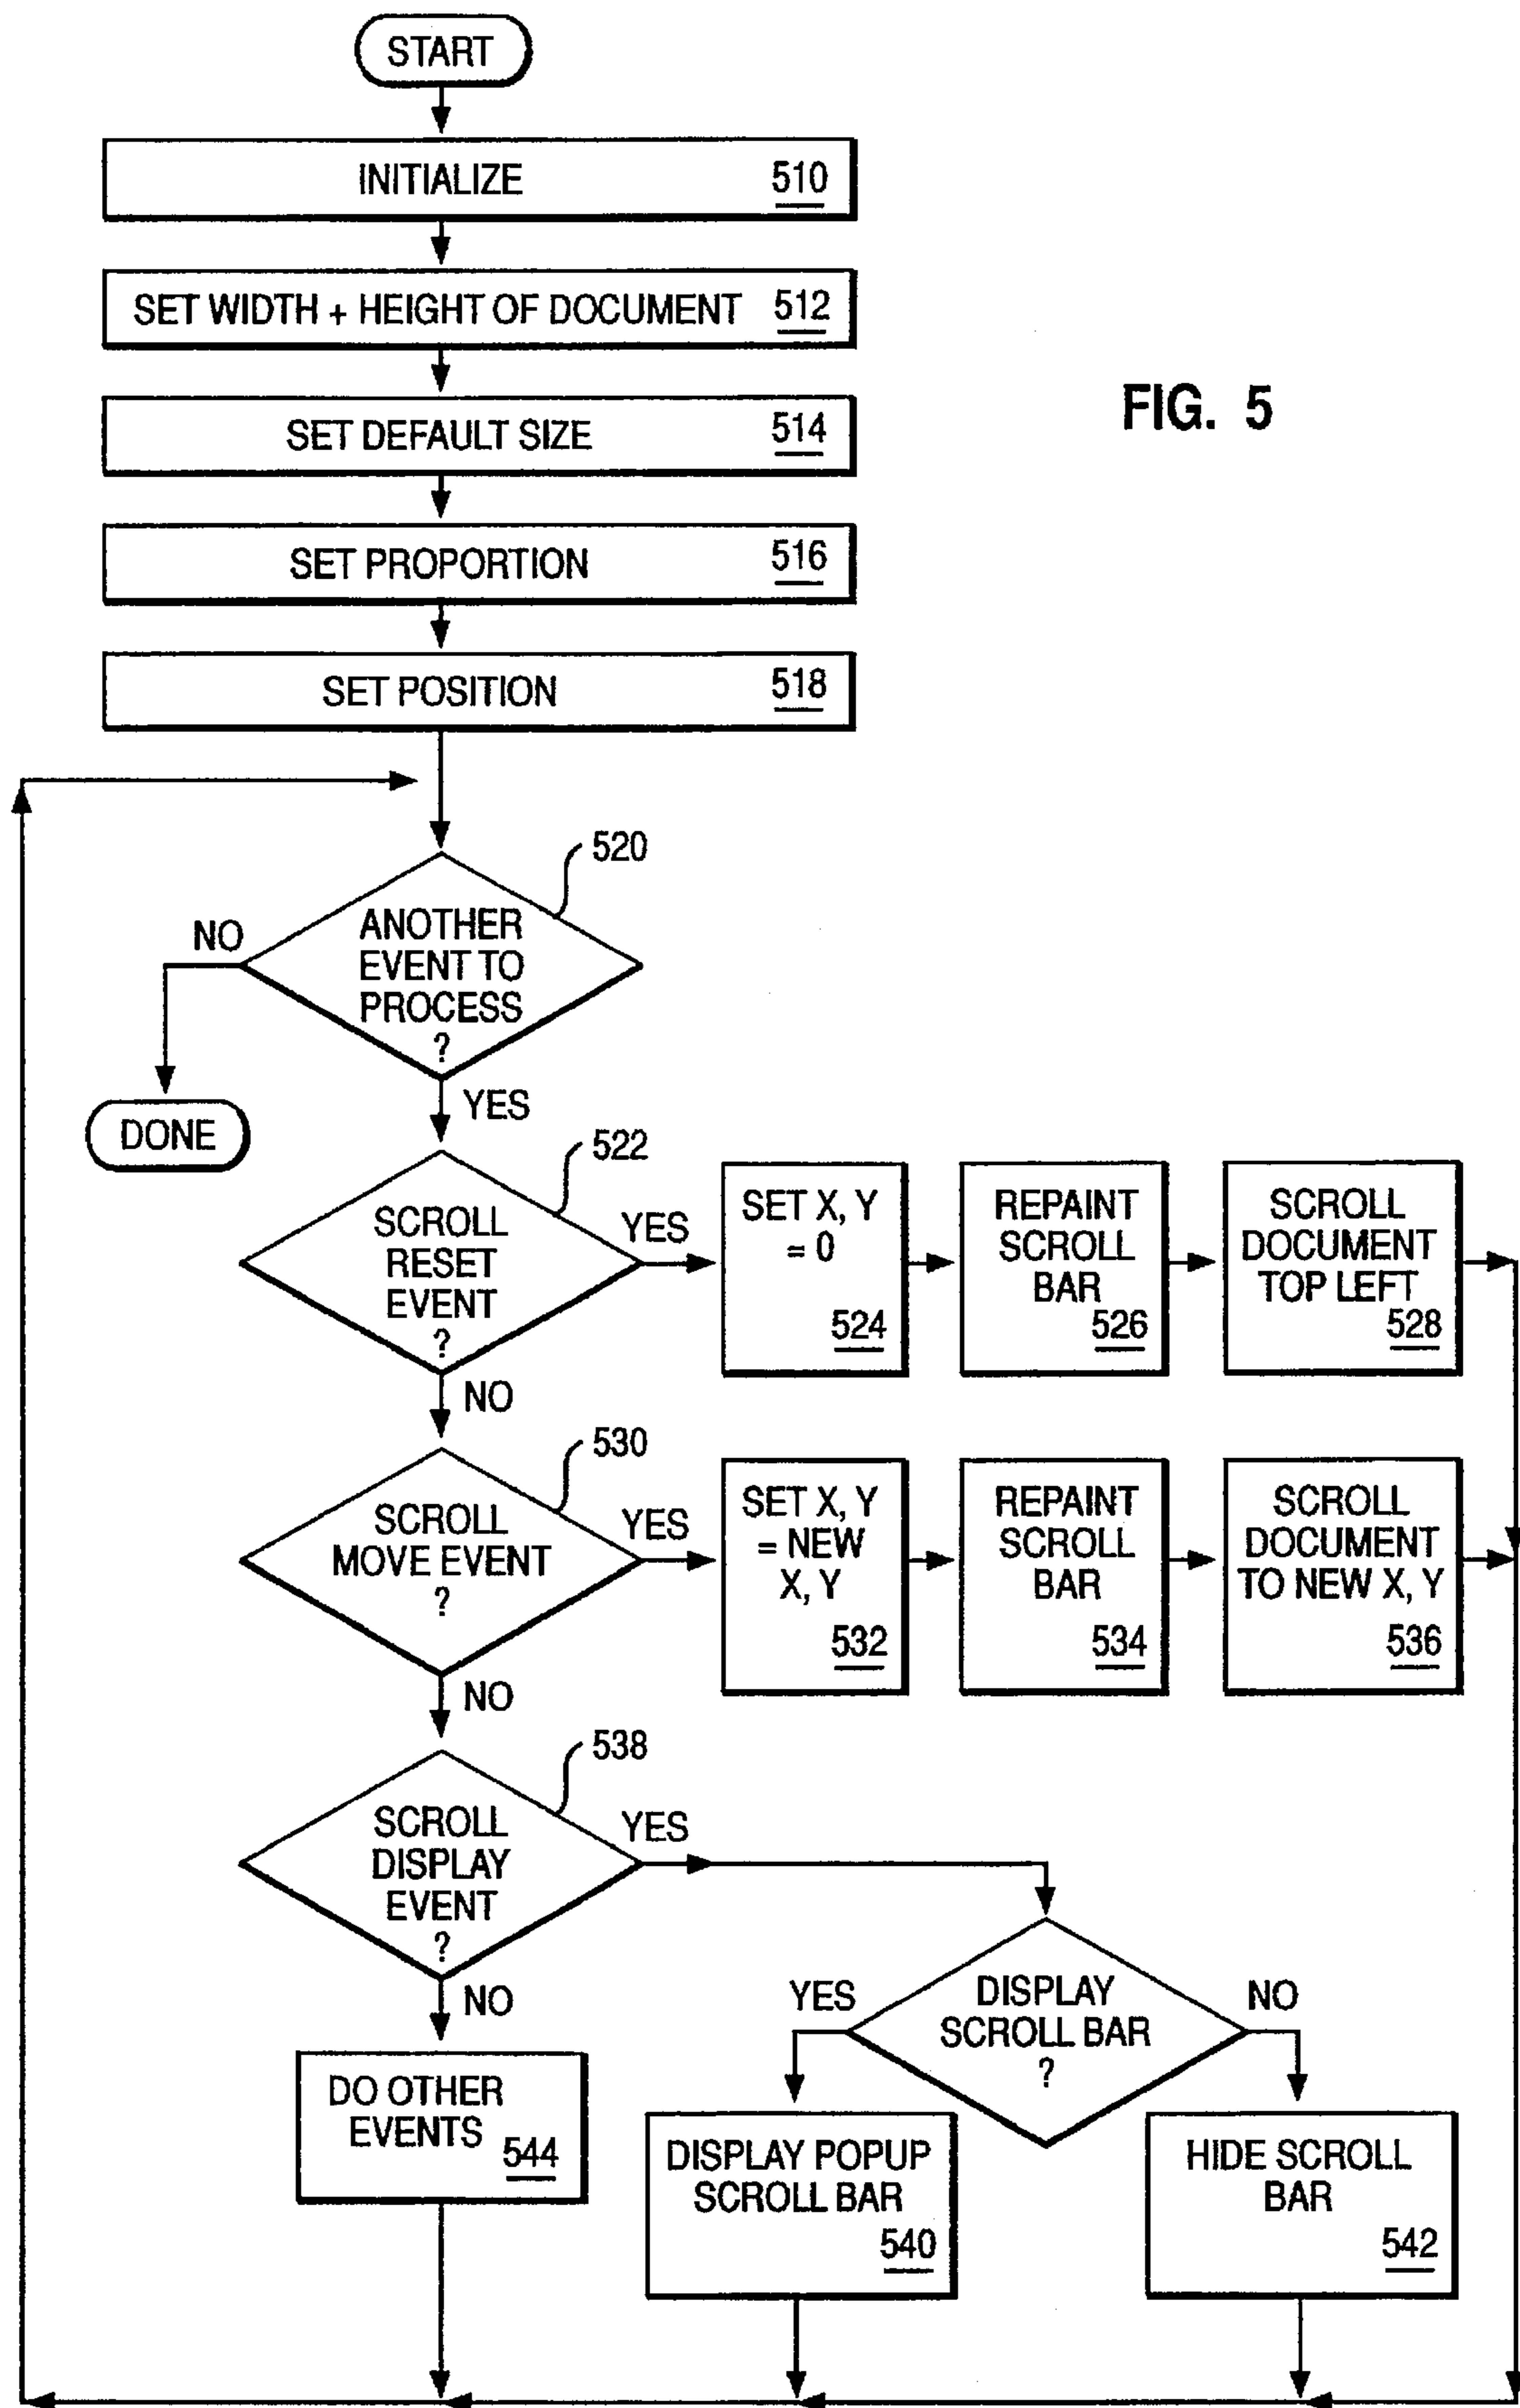 START
INITIALIZE 510
SET WIDTH + HEIGHT OF DOCUMENT 512
FIG. 5
SET DEFAULT SIZE 514
SET PROPORTION 516
SET POSITION 518
520
ANOTHER
EVENT TO
PROCESS
?
NO
YES
DONE
522
SCROLL
RESET
EVENT
?
YES
NO
SET X, Y
= 0
524
REPAINT
SCROLL
BAR
526
SCROLL
DOCUMENT
TOP LEFT
528
530
SCROLL
MOVE EVENT
?
YES
NO
SET X, Y
= NEW
X, Y
532
REPAINT
SCROLL
BAR
534
SCROLL
DOCUMENT
TO NEW X, Y
536
538
SCROLL
DISPLAY
EVENT
?
YES
NO
DISPLAY
SCROLL BAR
?
YES
NO
DO OTHER
EVENTS
544
DISPLAY POPUP
SCROLL BAR
540
HIDE SCROLL
BAR
542